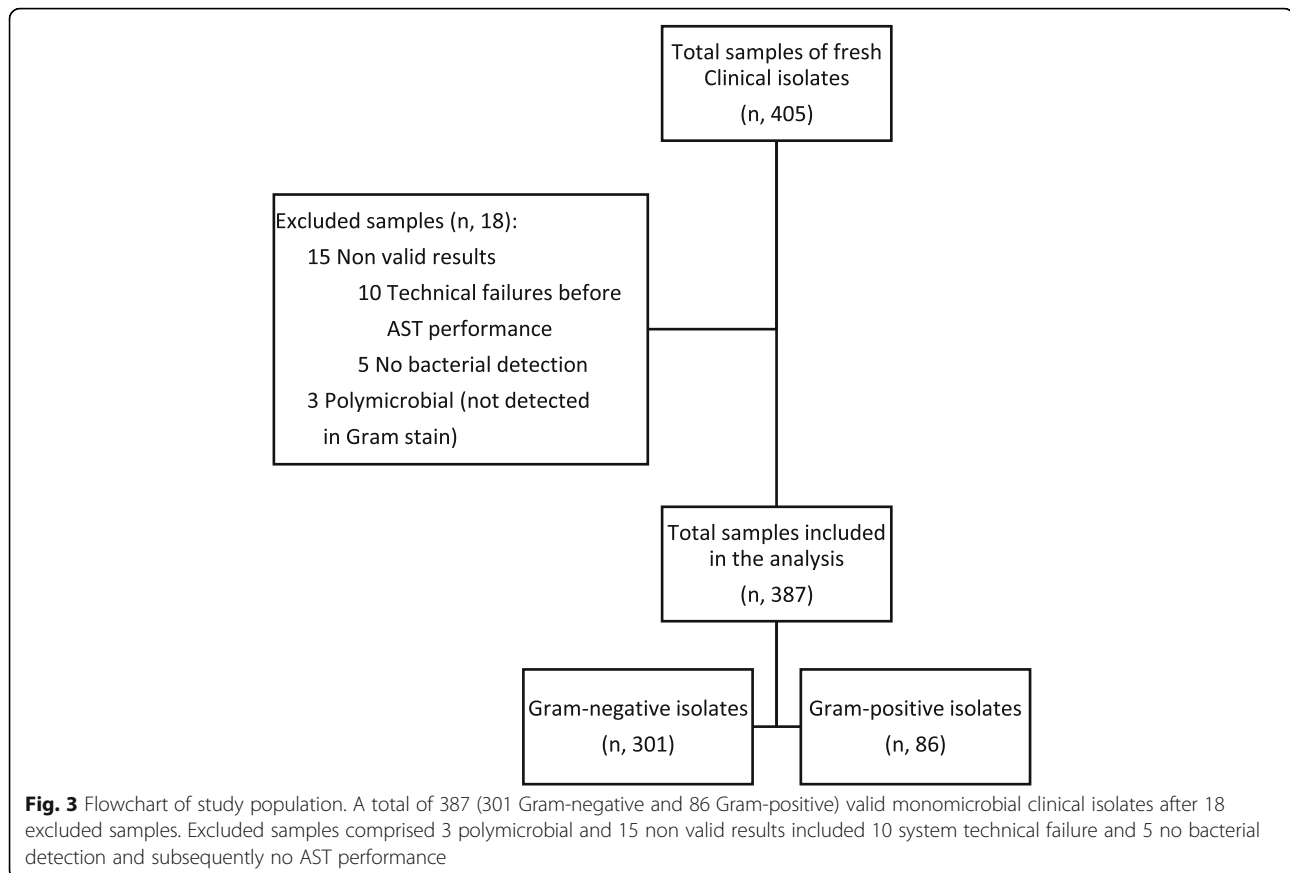 Total samples of fresh
Clinical isolates
(n, 405)
Excluded samples (n, 18):
15 Non valid results
10 Technical failures before
AST performance
5 No bacterial detection
3 Polymicrobial (not detected
in Gram stain)
Total samples included
in the analysis
(n, 387)
Gram-negative isolates
(n, 301)
Gram-positive isolates
(n, 86)
Fig. 3 Flowchart of study population. A total of 387 (301 Gram-negative and 86 Gram-positive) valid monomicrobial clinical isolates after 18
excluded samples. Excluded samples comprised 3 polymicrobial and 15 non valid results included 10 system technical failure and 5 no bacterial
detection and subsequently no AST performance